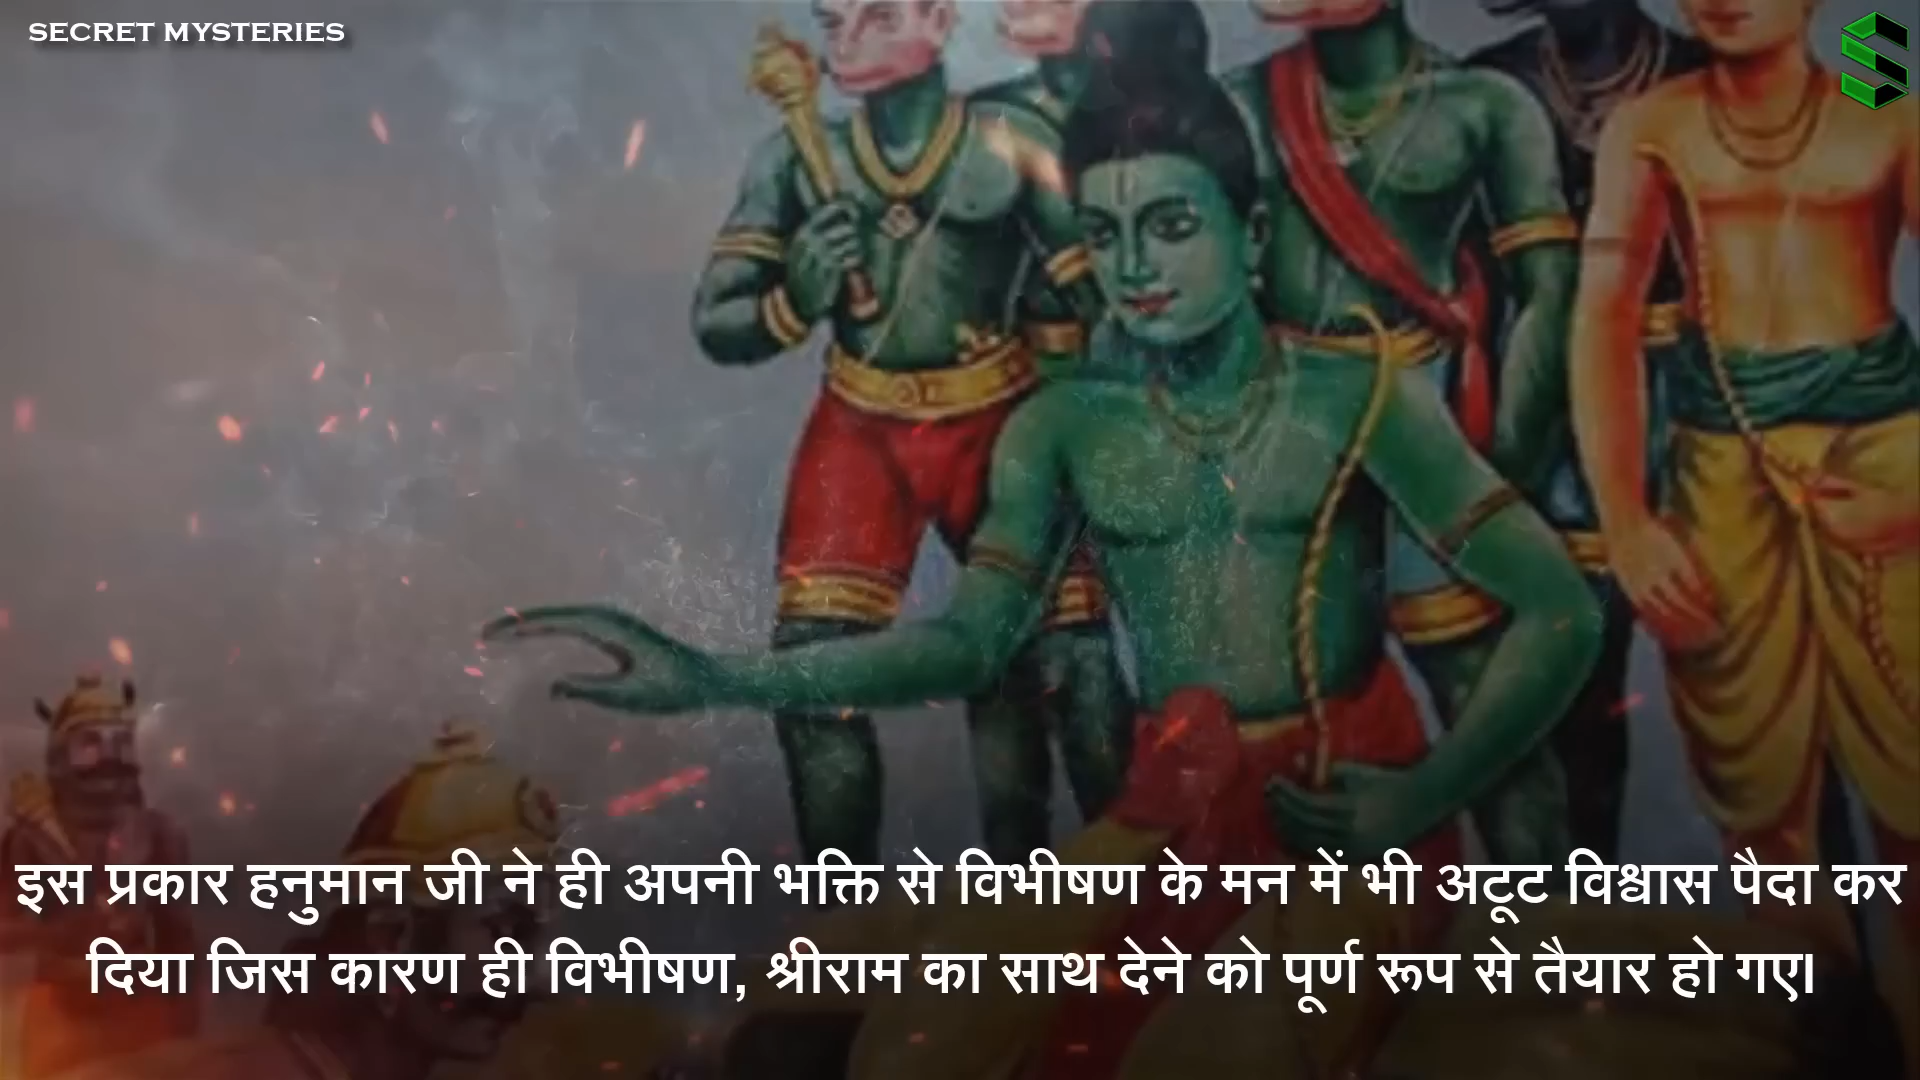 SECRET MYSTERIES
इस प्रकार हनुमान जी ने ही अपनी भक्ति से विभीषण के मन में भी अटूट विश्वास पैदा कर
दिया जिस कारण ही विभीषण, श्रीराम का साथ देने को पूर्ण रूप से तैयार हो गए।